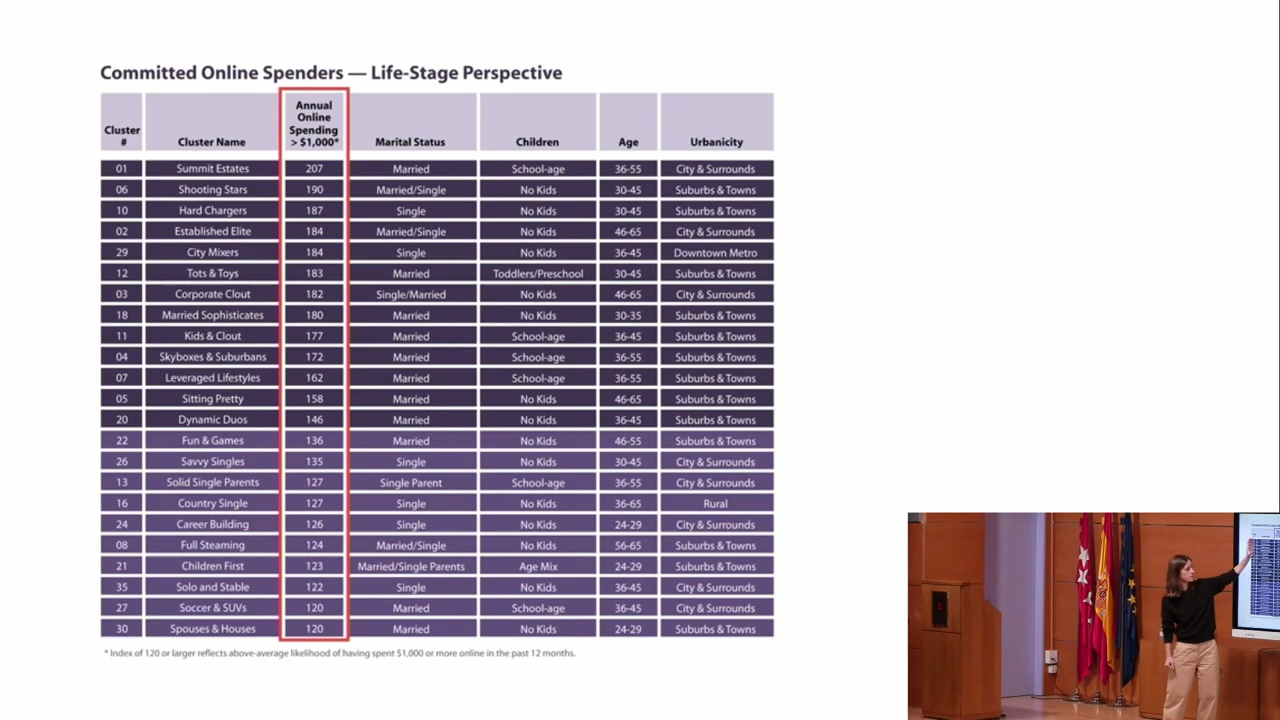 Committed Online Spenders — Life-Stage Perspective
Cluster # Cluster Name Annual Online Spending > $1,000* Marital Status Children Age Urbanicity
01 Summit Estates 207 Married School-age 36-55 City & Surrounds
06 Shooting Stars 190 Married/Single No Kids 30-45 Suburbs & Towns
10 Hard Chargers 187 Single No Kids 30-45 Suburbs & Towns
02 Established Elite 184 Married/Single No Kids 46-65 City & Surrounds
29 City Mixers 184 Single No Kids 36-45 Downtown Metro
12 Tots & Toys 183 Married Toddlers/Preschool 30-45 Suburbs & Towns
03 Corporate Clout 182 Single/Married No Kids 46-65 City & Surrounds
18 Married Sophisticates 180 Married No Kids 30-35 Suburbs & Towns
11 Kids & Clout 177 Married School-age 36-45 Suburbs & Towns
04 Skyboxes & Suburbans 172 Married School-age 36-55 Suburbs & Towns
07 Leveraged Lifestyles 162 Married School-age 36-55 Suburbs & Towns
05 Sitting Pretty 158 Married No Kids 46-65 Suburbs & Towns
20 Dynamic Duos 146 Married No Kids 36-45 Suburbs & Towns
22 Fun & Games 136 Married No Kids 46-55 Suburbs & Towns
26 Savvy Singles 135 Single No Kids 30-45 City & Surrounds
13 Solid Single Parents 127 Single Parent School-age 36-55 City & Surrounds
16 Country Single 127 Single No Kids 36-65 Rural
24 Career Building 126 Single No Kids 24-29 City & Surrounds
08 Full Steaming 124 Married/Single No Kids 56-65 Suburbs & Towns
21 Children First 123 Married/Single Parents Age Mix 24-29 Suburbs & Towns
35 Solo and Stable 122 Single No Kids 36-45 City & Surrounds
27 Soccer & SUVs 120 Married School-age 36-45 City & Surrounds
30 Spouses & Houses 120 Married No Kids 24-29 Suburbs & Towns
* Index of 120 or larger reflects above-average likelihood of having spent $1,000 or more online in the past 12 months.